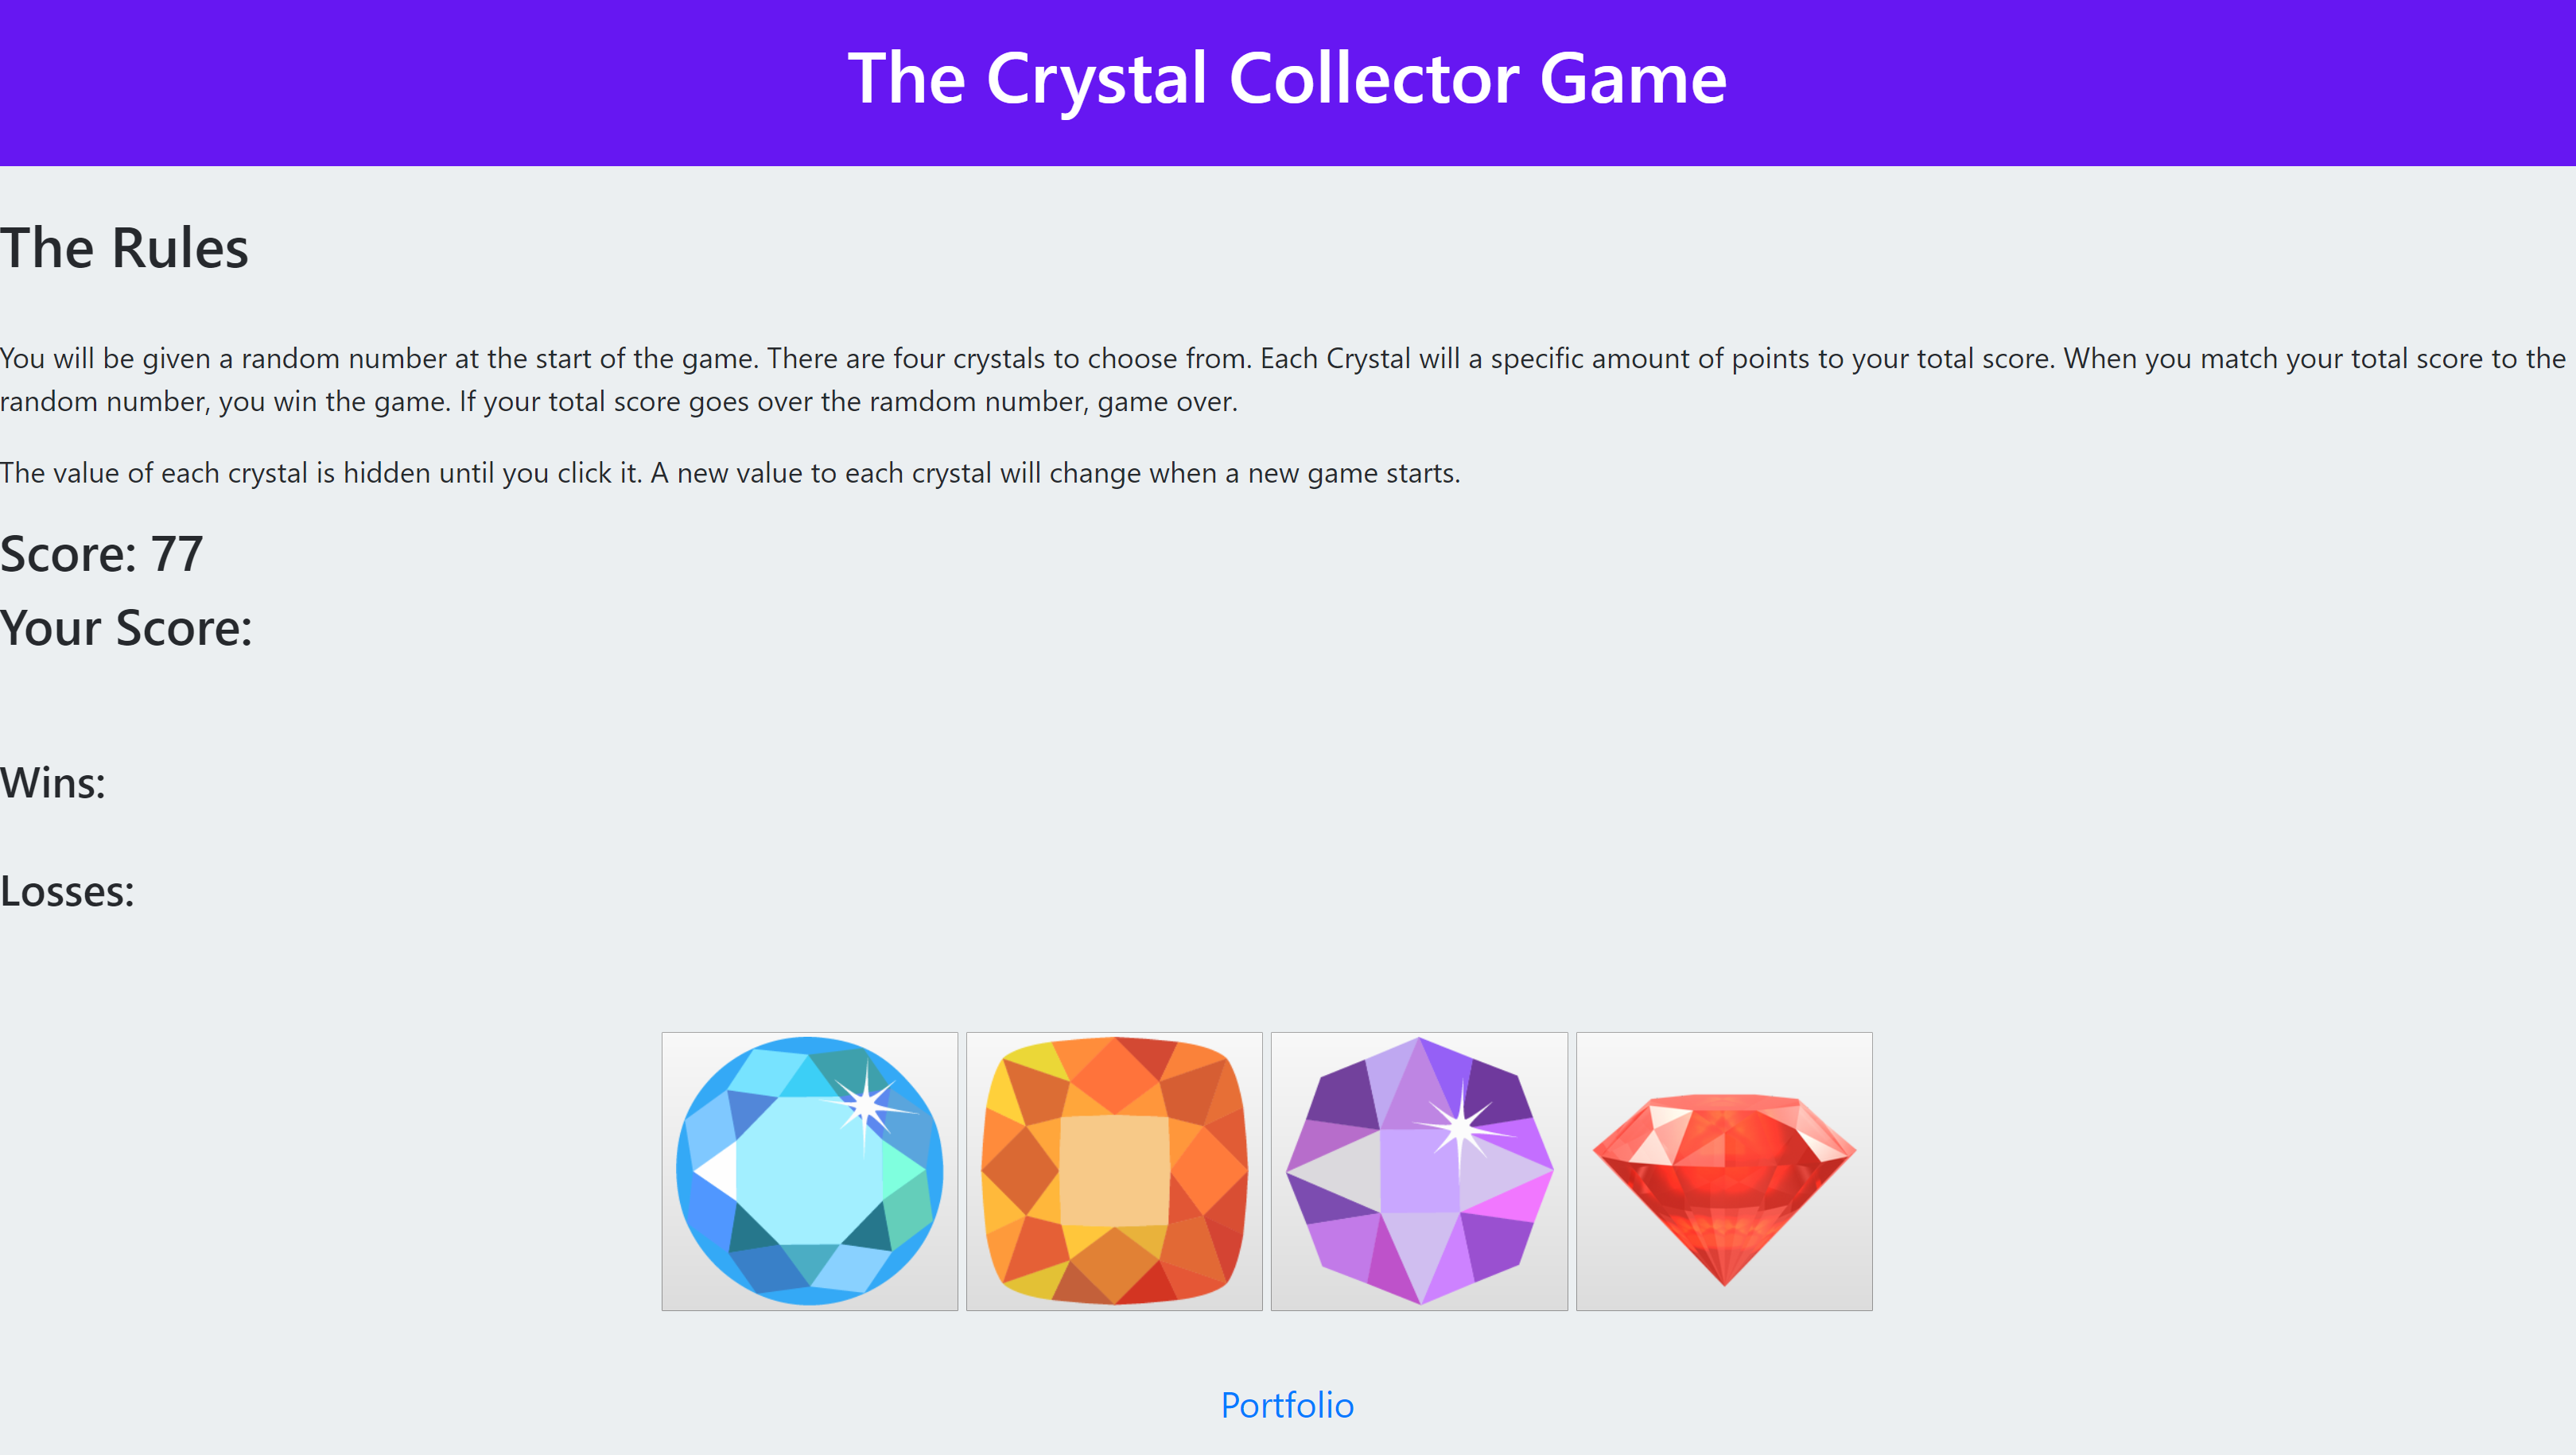 The Crystal Collector Game
The Rules
You will be given a random number at the start of the game. There are four crystals to choose from. Each Crystal will a specific amount of points to your total score. When you match your total score to the
random number, you win the game. If your total score goes over the ramdom number, game over.
The value of each crystal is hidden until you click it. A new value to each crystal will change when a new game starts.
Score: 77
Your Score:
Wins:
Losses:
Portfolio